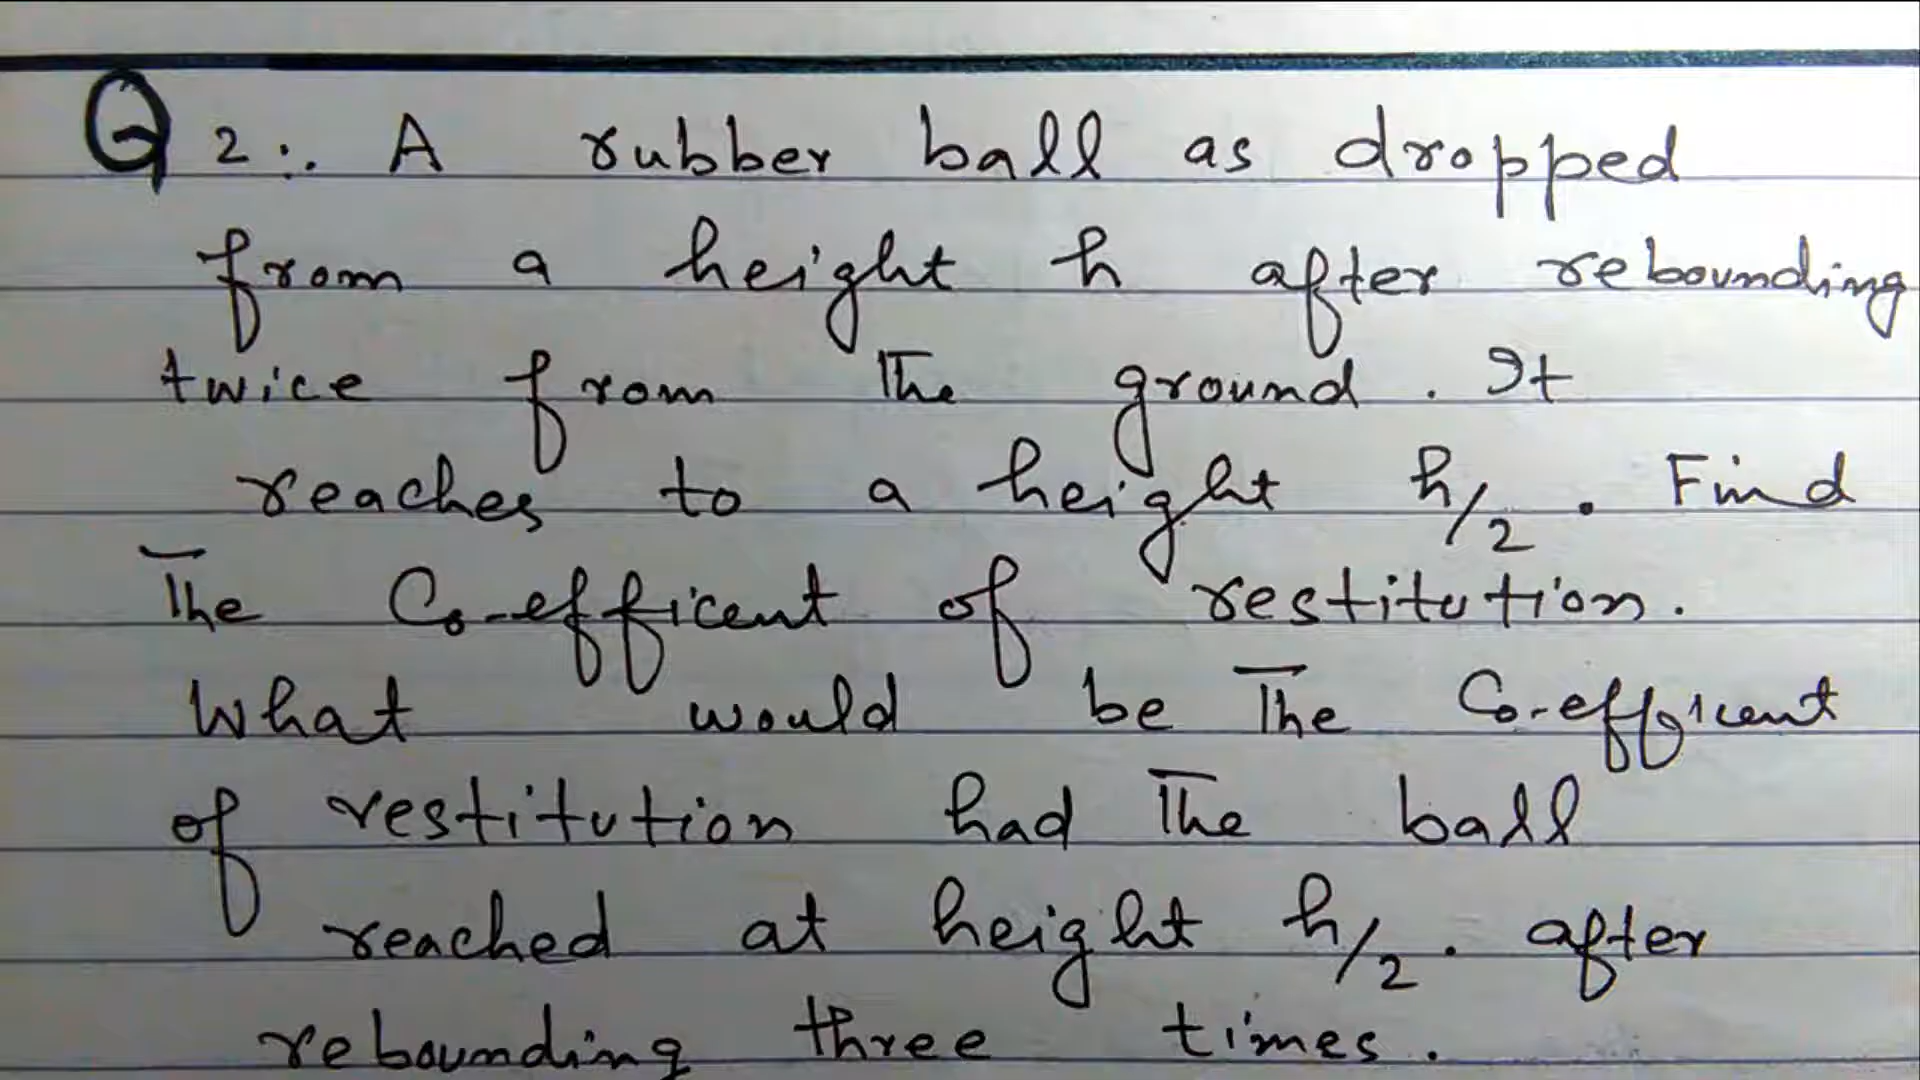 Q 2:. A rubber ball as dropped
from a height h after rebounding
twice from The ground. It
reaches to a height h/2. Find
The Co-efficent of restitution.
What would be The Co-efficent
of restitution had The ball
reached at height h/2. after
rebounding three times.